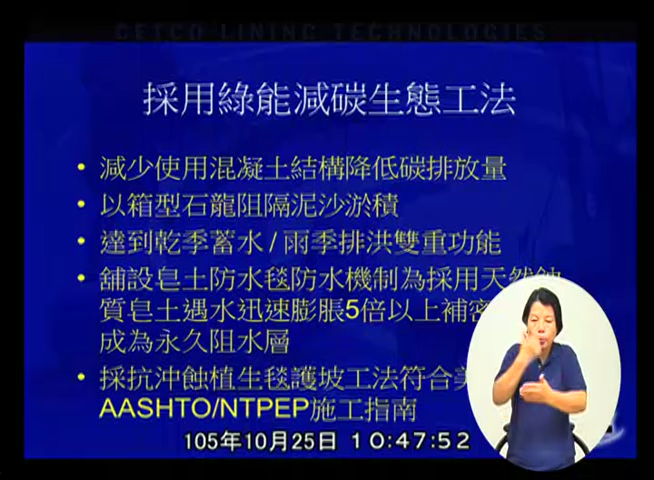 CETCO LINING TECHNOLOGIES
採用綠能減碳生態工法
• 減少使用混凝土結構降低碳排放量
• 以箱型石龍阻隔泥沙淤積
• 達到乾季蓄水/雨季排洪雙重功能
• 舖設皂土防水毯防水機制為採用天然鈉
質皂土遇水迅速膨脹5倍以上補密
成為永久阻水層
• 採抗沖蝕植生毯護坡工法符合美
AASHTO/NTPEP施工指南
105年10月25日 10:47:52